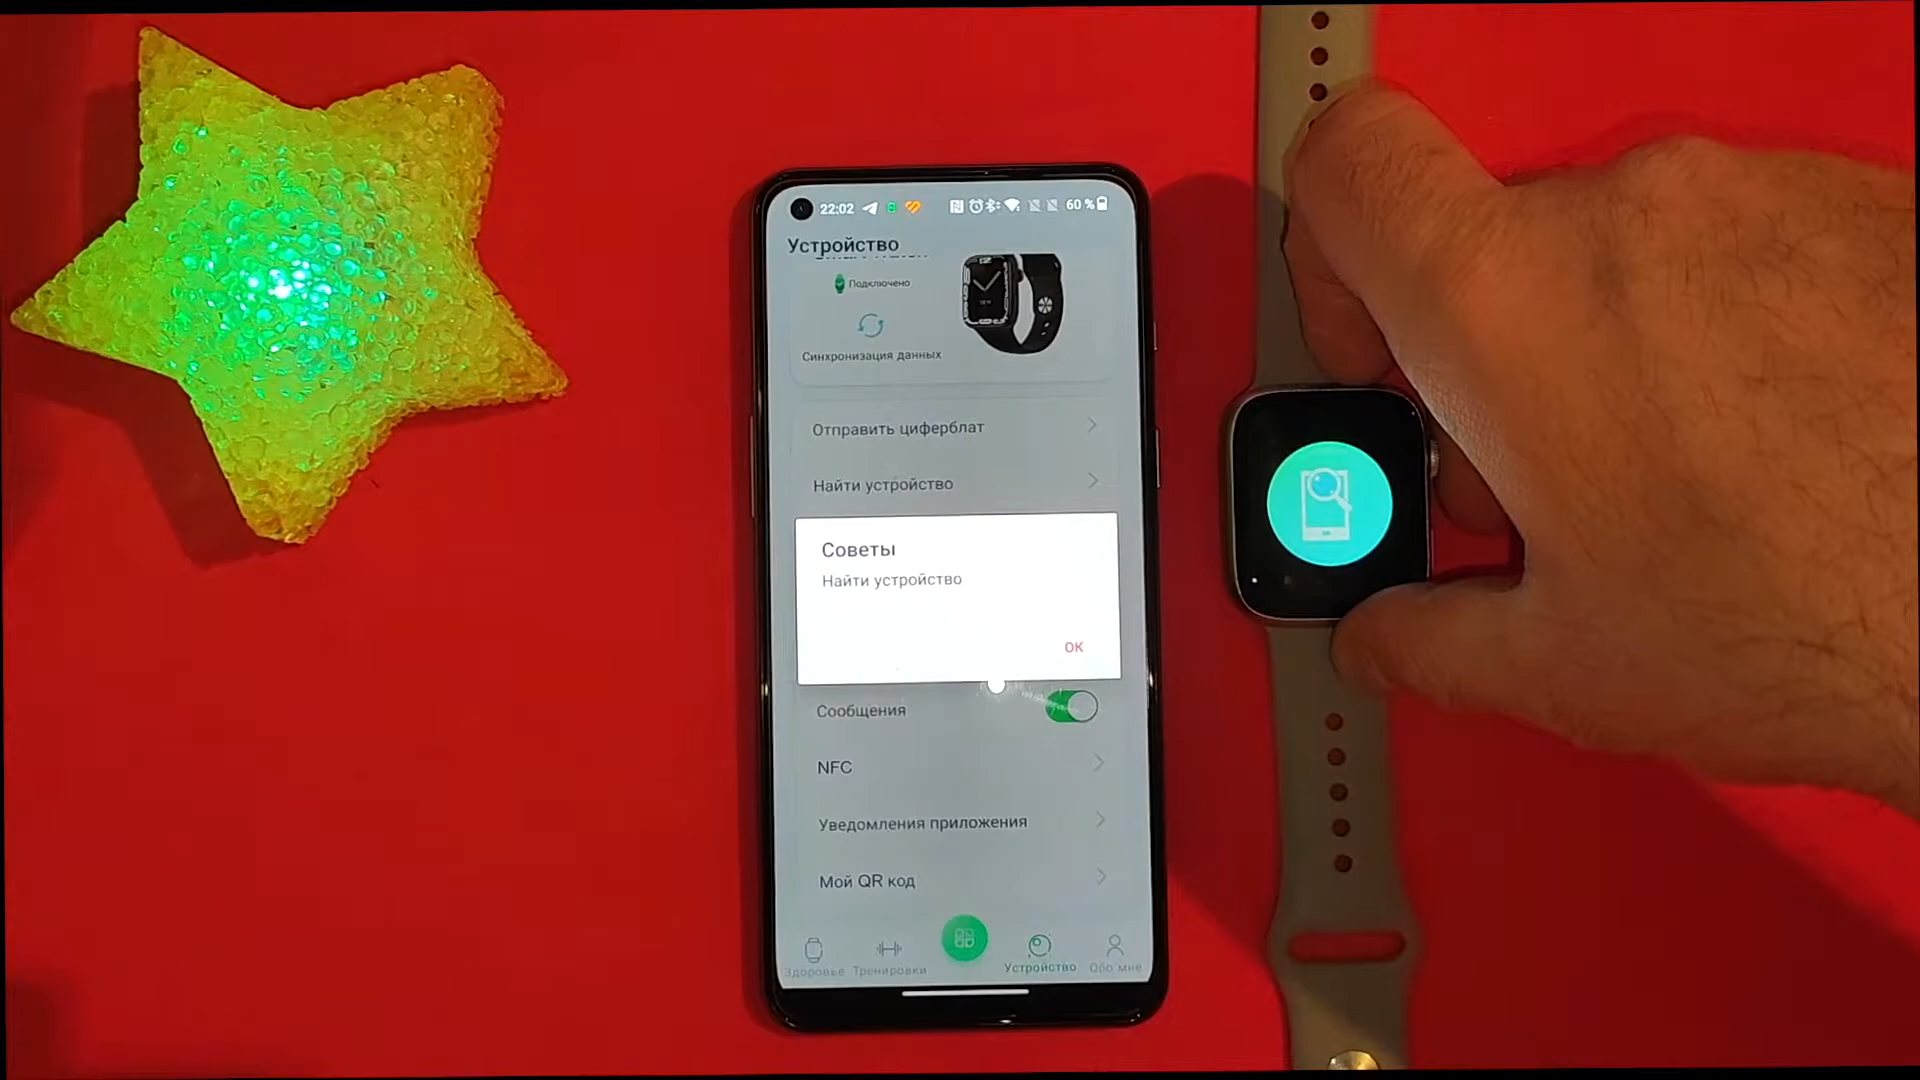 22:02
60 %
Устройство
Подключено
Синхронизация данных
Отправить циферблат
Найти устройство
Советы
Найти устройство
OK
Сообщения
NFC
Уведомления приложения
Мой QR код
Здоровье
Тренировки
Устройство
Обо мне